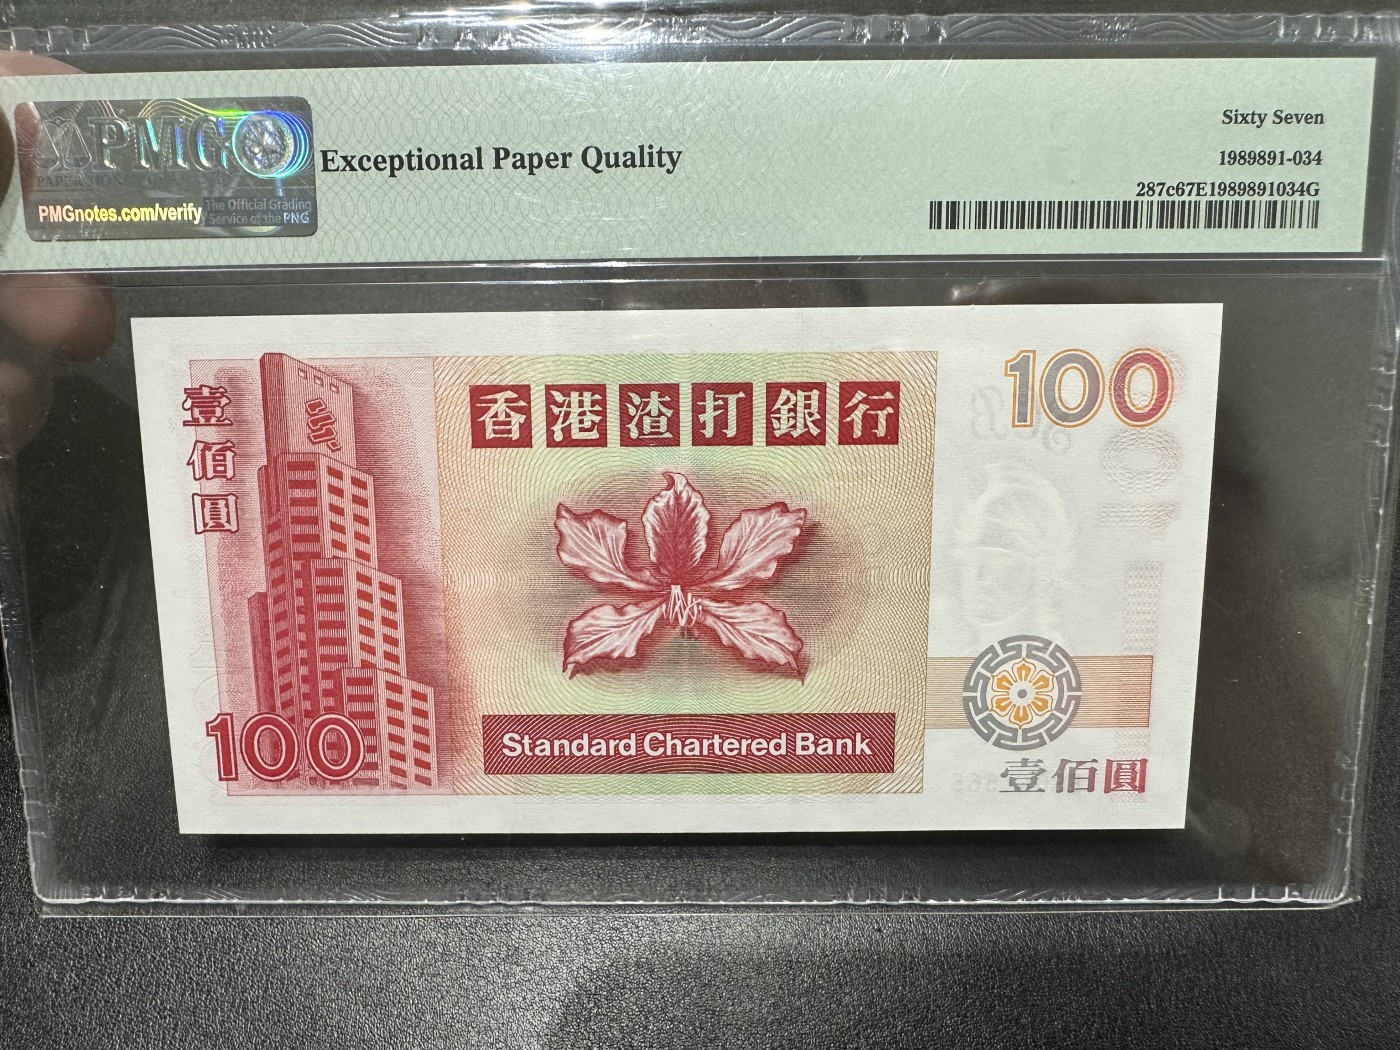 PMG
PMGnotes.com/verify
The Official Grading
Service of the PNG
Exceptional Paper Quality
Sixty Seven
1989891-034
287c67E1989891034G
壹佰圓
香港渣打銀行
100
Standard Chartered Bank
100
壹佰圓